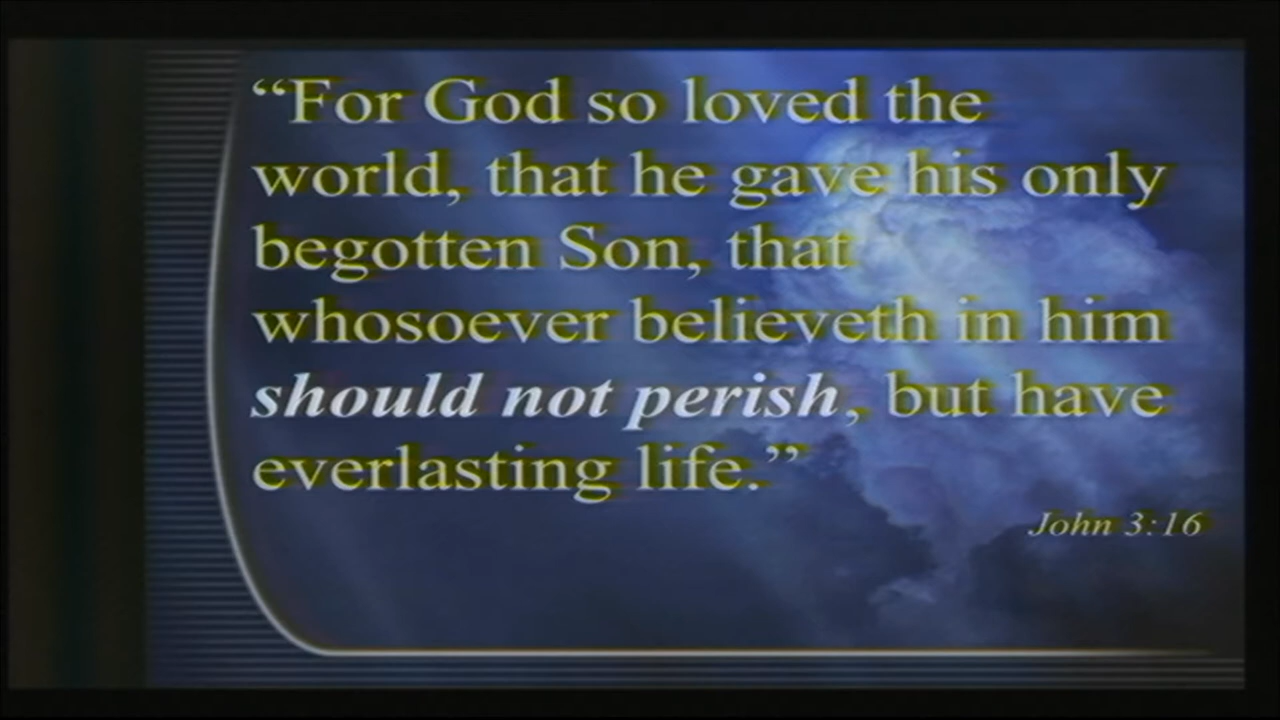 “For God so loved the
world, that he gave his only
begotten Son, that
whosoever believeth in him
should not perish, but have
everlasting life.”
John 3:16